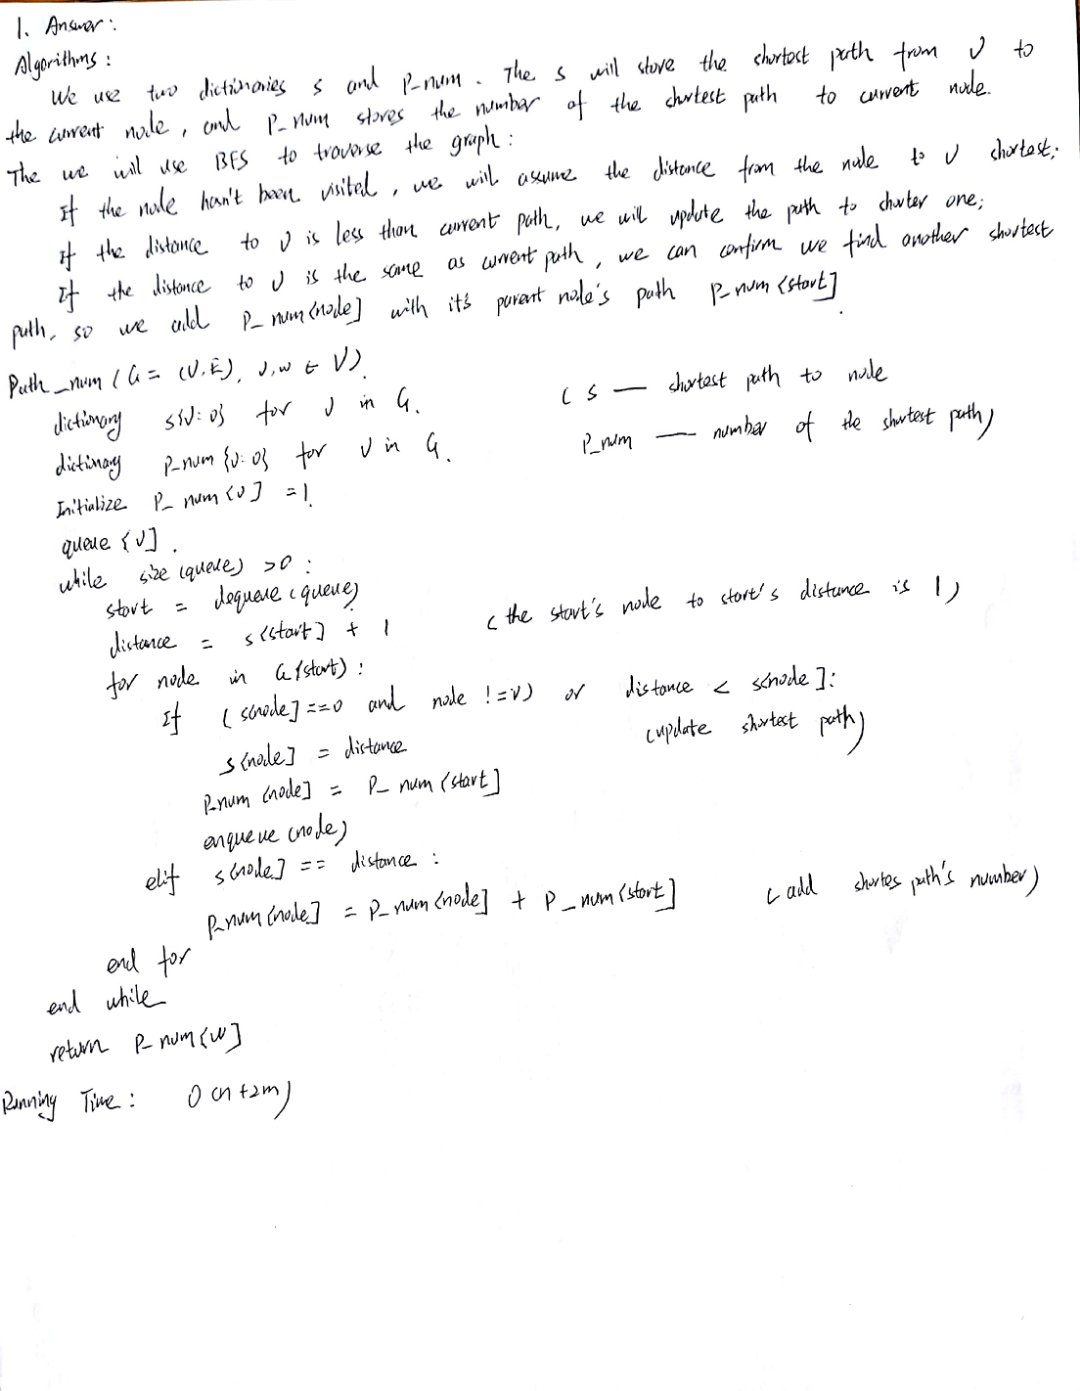 1. Answer:
Algorithms:
We use two dictinaries s and P_num. The s will store the shortest path from v to
the current node, and P_num stores the number of the shortest path to current node.
The we will use BFS to traverse the graph:
If the node hasn't been visited, we will assume the distance from the node to v shortest;
if the distance to v is less than current path, we will update the path to shorter one;
If the distance to v is the same as current path, we can confirm we find another shortest
path, so we add P_num[node] with it's parent node's path P_num[start].
Path_num (G = (V,E), v,w ∈ V)
dictionary s{v:0} for v in G. (s — shortest path to node
dictionary P_num {v:0} for v in G. P_num — number of the shortest path)
Initialize P_num[v] = 1.
queue [v].
while size(queue) >0 :
start = dequeue (queue)
distance = s[start] + 1 (the start's node to start's distance is 1)
for node in G[start]:
If (s[node]==0 and node !=v) or distance < s[node]:
s[node] = distance (update shortest path)
P_num[node] = P_num[start]
enqueue (node)
elif s[node] == distance :
P_num[node] = P_num[node] + P_num[start] (add shortes path's number)
end for
end while
return P_num[w]
Running Time: O(n+2m)